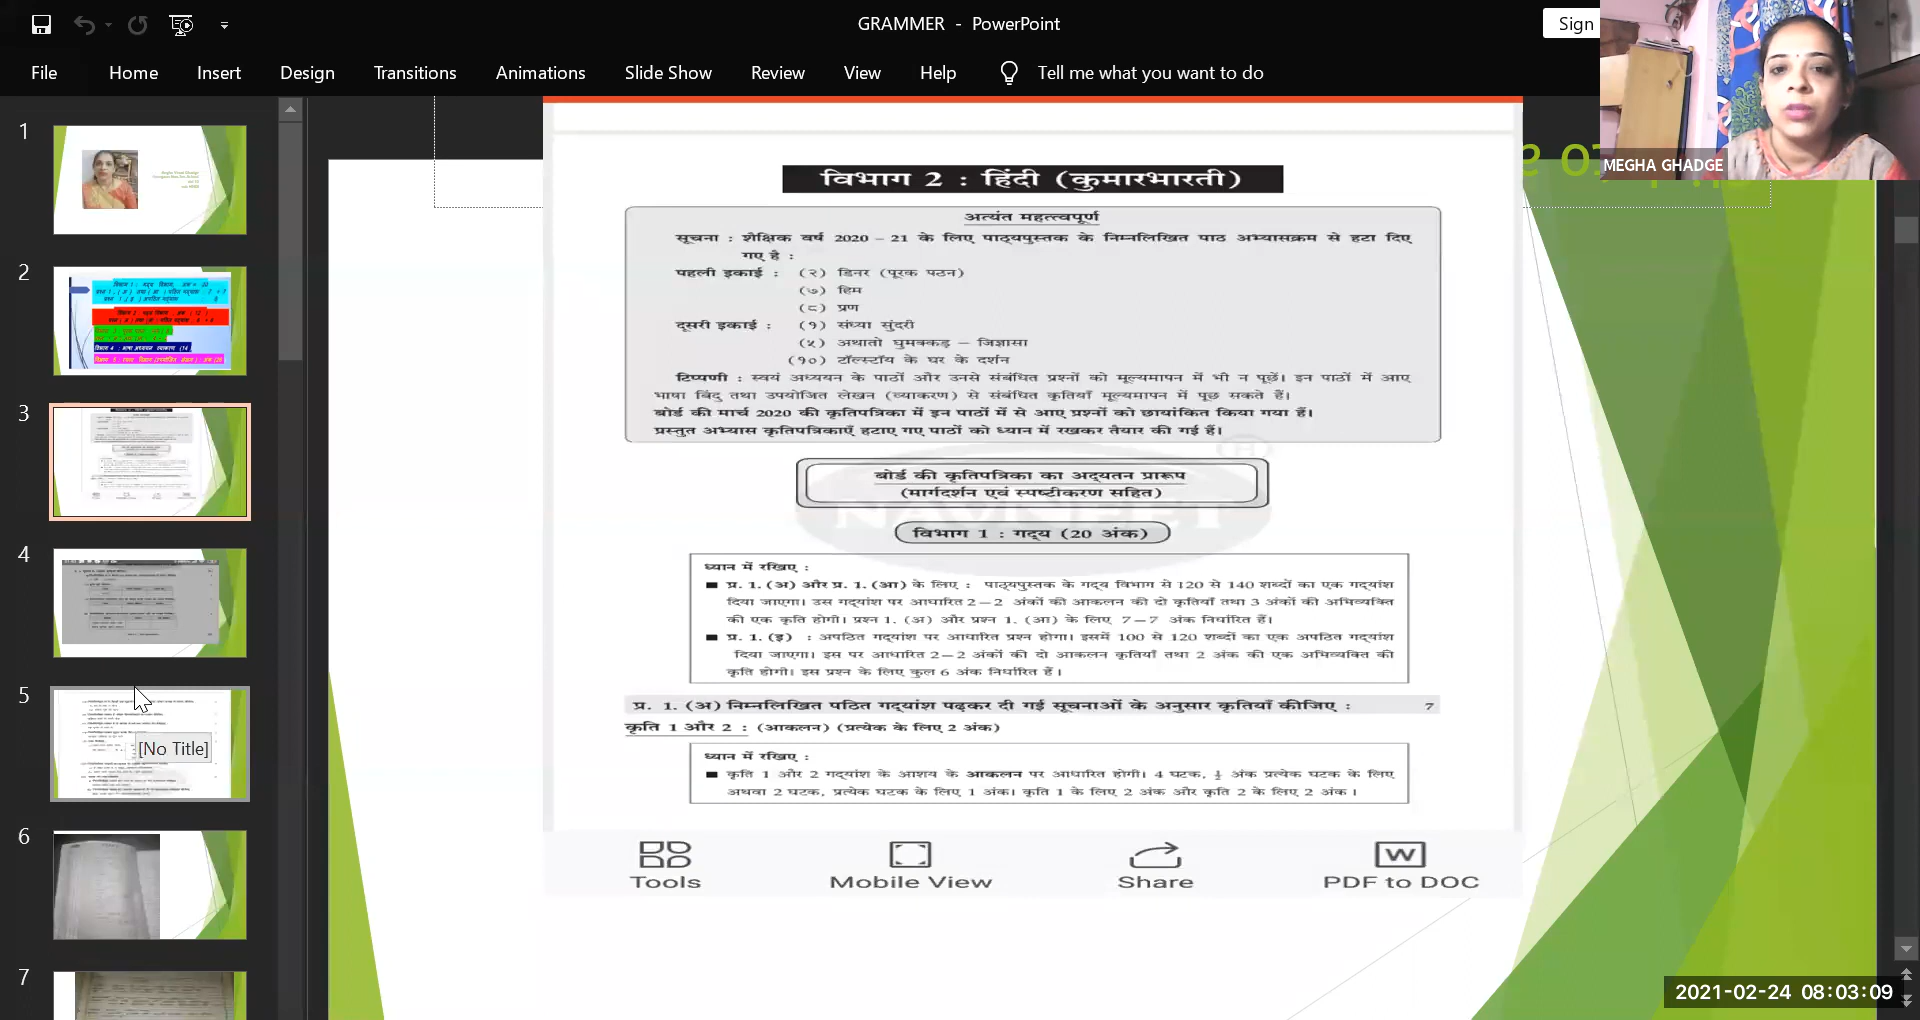 GRAMMER - PowerPoint
Sign
File Home Insert Design Transitions Animations Slide Show Review View Help Tell me what you want to do
MEGHA GHADGE
1
2
3
4
5
[No Title]
6
7
विभाग 2 : हिंदी (कुमारभारती)
अत्यंत महत्त्वपूर्ण
सूचना : शैक्षिक वर्ष 2020 – 21 के लिए पाठ्यपुस्तक के निम्नलिखित पाठ अभ्यासक्रम से हटा दिए
गए है :
पहली इकाई : (२) डिनर (पूरक पठन)
(७) हिम
(८) प्रण
दूसरी इकाई : (१) संध्या सुंदरी
(५) अथातो घुमक्कड़ – जिज्ञासा
(१०) टॉल्स्टॉय के घर के दर्शन
टिप्पणी : स्वयं अध्ययन के पाठों और उनसे संबंधित प्रश्नों को मूल्यमापन में भी न पूछें। इन पाठों में आए
भाषा बिंदु तथा उपयोजित लेखन (व्याकरण) से संबंधित कृतियाँ मूल्यमापन में पूछ सकते हैं।
बोर्ड की मार्च 2020 की कृतिपत्रिका में इन पाठों में से आए प्रश्नों को छायांकित किया गया हैं।
प्रस्तुत अभ्यास कृतिपत्रिकाएँ हटाए गए पाठों को ध्यान में रखकर तैयार की गई हैं।
बोर्ड की कृतिपत्रिका का अद्यतन प्रारूप
(मार्गदर्शन एवं स्पष्टीकरण सहित)
NAVNEET
विभाग 1 : गद्य (20 अंक)
ध्यान में रखिए :
■ प्र. 1. (अ) और प्र. 1. (आ) के लिए : पाठ्यपुस्तक के गद्य विभाग से 120 से 140 शब्दों का एक गद्यांश
दिया जाएगा। उस गद्यांश पर आधारित 2–2 अंकों की आकलन की दो कृतियाँ तथा 3 अंकों की अभिव्यक्ति
की एक कृति होगी। प्रश्न 1. (अ) और प्रश्न 1. (आ) के लिए 7–7 अंक निर्धारित हैं।
■ प्र. 1. (इ) : अपठित गद्यांश पर आधारित प्रश्न होगा। इसमें 100 से 120 शब्दों का एक अपठित गद्यांश
दिया जाएगा। इस पर आधारित 2–2 अंकों की दो आकलन कृतियाँ तथा 2 अंक की एक अभिव्यक्ति की
कृति होगी। इस प्रश्न के लिए कुल 6 अंक निर्धारित हैं।
प्र. 1. (अ) निम्नलिखित पठित गद्यांश पढ़कर दी गई सूचनाओं के अनुसार कृतियाँ कीजिए : 7
कृति 1 और 2 : (आकलन) (प्रत्येक के लिए 2 अंक)
ध्यान में रखिए :
■ कृति 1 और 2 गद्यांश के आशय के आकलन पर आधारित होगी। 4 घटक, ½ अंक प्रत्येक घटक के लिए
अथवा 2 घटक, प्रत्येक घटक के लिए 1 अंक। कृति 1 के लिए 2 अंक और कृति 2 के लिए 2 अंक।
Tools Mobile View Share PDF to DOC
2021-02-24 08:03:09